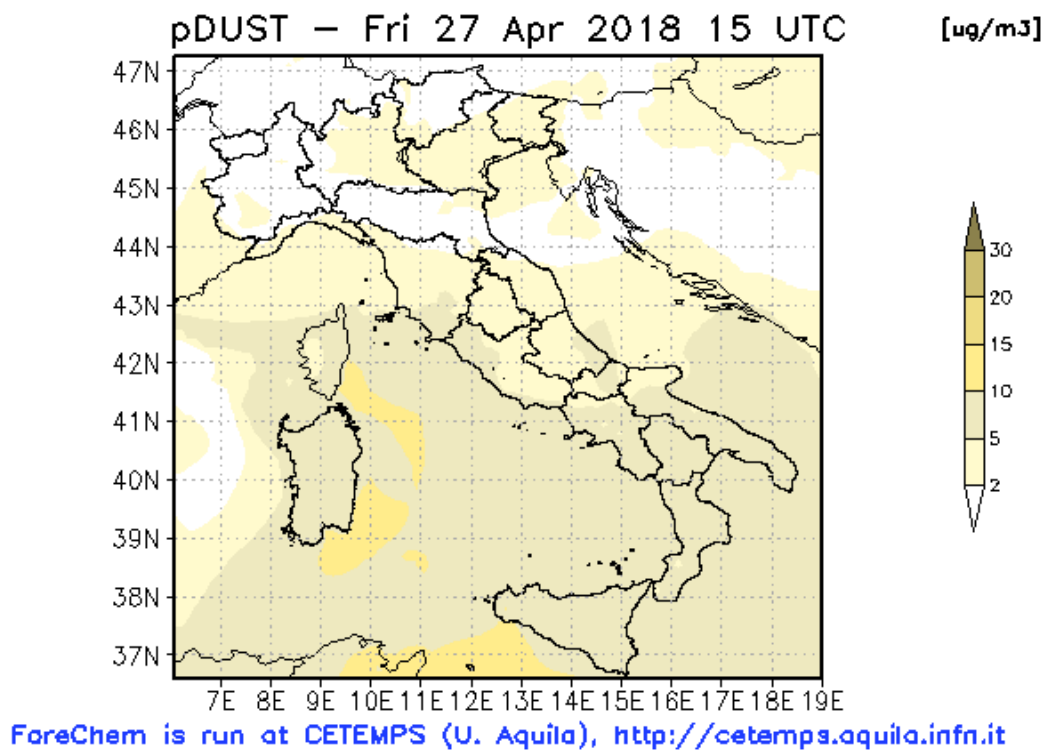 pDUST – Fri 27 Apr 2018 15 UTC
[ug/m3]
47N
46N
45N
44N
43N
42N
41N
40N
39N
38N
37N
30
20
15
10
5
2
7E 8E 9E 10E 11E 12E 13E 14E 15E 16E 17E 18E 19E
ForeChem is run at CETEMPS (U. Aquila), http://cetemps.aquila.infn.it